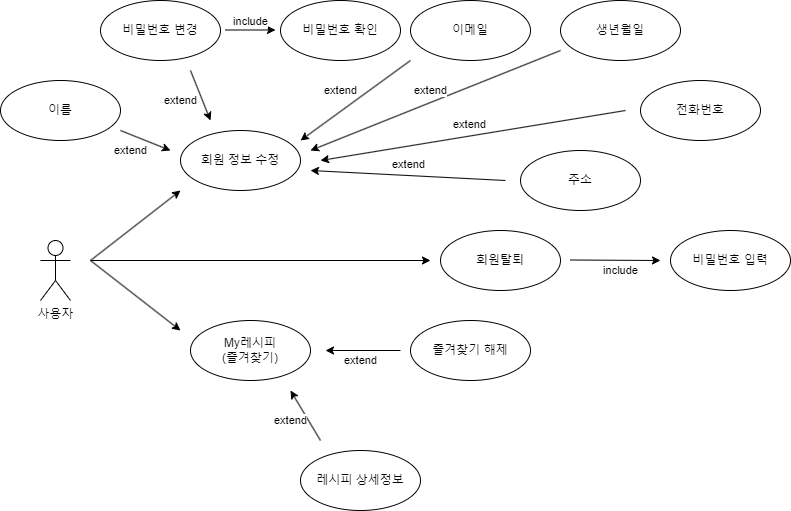 비밀번호 변경
include
비밀번호 확인
이메일
생년월일
extend
extend
extend
이름
전화번호
extend
extend
회원 정보 수정
extend
주소
사용자
회원탈퇴
include
비밀번호 입력
My레시피
(즐겨찾기)
extend
즐겨찾기 해제
extend
레시피 상세정보